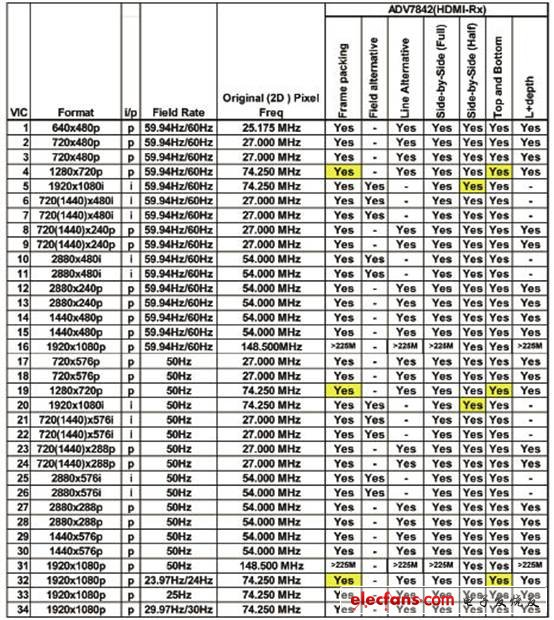 ADV7842(HDMI-Rx)
VIC Format i/p Field Rate Original (2D ) Pixel Freq Frame packing Field alternative Line Alternative Side-by-Side (Full) Side-by-Side (Half) Top and Bottom L+depth
1 640x480p p 59.94Hz/60Hz 25.175 MHz Yes - Yes Yes Yes Yes Yes
2 720x480p p 59.94Hz/60Hz 27.000 MHz Yes - Yes Yes Yes Yes Yes
3 720x480p p 59.94Hz/60Hz 27.000 MHz Yes - Yes Yes Yes Yes Yes
4 1280x720p p 59.94Hz/60Hz 74.250 MHz Yes - Yes Yes Yes Yes Yes
5 1920x1080i i 59.94Hz/60Hz 74.250 MHz Yes Yes - Yes Yes Yes -
6 720(1440)x480i i 59.94Hz/60Hz 27.000 MHz Yes Yes - Yes Yes Yes -
7 720(1440)x480i i 59.94Hz/60Hz 27.000 MHz Yes Yes - Yes Yes Yes -
8 720(1440)x240p p 59.94Hz/60Hz 27.000 MHz Yes - Yes Yes Yes Yes Yes
9 720(1440)x240p p 59.94Hz/60Hz 27.000 MHz Yes - Yes Yes Yes Yes Yes
10 2880x480i i 59.94Hz/60Hz 54.000 MHz Yes Yes - Yes Yes Yes -
11 2880x480i i 59.94Hz/60Hz 54.000 MHz Yes Yes - Yes Yes Yes -
12 2880x240p p 59.94Hz/60Hz 54.000 MHz Yes - Yes Yes Yes Yes Yes
13 2880x240p p 59.94Hz/60Hz 54.000 MHz Yes - Yes Yes Yes Yes Yes
14 1440x480p p 59.94Hz/60Hz 54.000 MHz Yes - Yes Yes Yes Yes Yes
15 1440x480p p 59.94Hz/60Hz 54.000 MHz Yes - Yes Yes Yes Yes Yes
16 1920x1080p p 59.94Hz/60Hz 148.500MHz >225M - >225M >225M Yes Yes >225M
17 720x576p p 50Hz 27.000 MHz Yes - Yes Yes Yes Yes Yes
18 720x576p p 50Hz 27.000 MHz Yes - Yes Yes Yes Yes Yes
19 1280x720p p 50Hz 74.250 MHz Yes - Yes Yes Yes Yes Yes
20 1920x1080i i 50Hz 74.250 MHz Yes Yes - Yes Yes Yes -
21 720(1440)x576i i 50Hz 27.000 MHz Yes Yes - Yes Yes Yes -
22 720(1440)x576i i 50Hz 27.000 MHz Yes Yes - Yes Yes Yes -
23 720(1440)x288p p 50Hz 27.000 MHz Yes - Yes Yes Yes Yes Yes
24 720(1440)x288p p 50Hz 27.000 MHz Yes - Yes Yes Yes Yes Yes
25 2880x576i i 50Hz 54.000 MHz Yes Yes - Yes Yes Yes -
26 2880x576i i 50Hz 54.000 MHz Yes Yes - Yes Yes Yes -
27 2880x288p p 50Hz 54.000 MHz Yes - Yes Yes Yes Yes Yes
28 2880x288p p 50Hz 54.000 MHz Yes - Yes Yes Yes Yes Yes
29 1440x576p p 50Hz 54.000 MHz Yes - Yes Yes Yes Yes Yes
30 1440x576p p 50Hz 54.000 MHz Yes - Yes Yes Yes Yes Yes
31 1920x1080p p 50Hz 148.500 MHz >225M - >225M >225M Yes Yes >225M
32 1920x1080p p 23.97Hz/24Hz 74.250 MHz Yes - Yes Yes Yes Yes Yes
33 1920x1080p p 25Hz 74.250 MHz Yes - Yes Yes Yes Yes Yes
34 1920x1080p p 29.97Hz/30Hz 74.250 MHz Yes - Yes Yes Yes Yes Yes
elecfans.com 电子发烧友